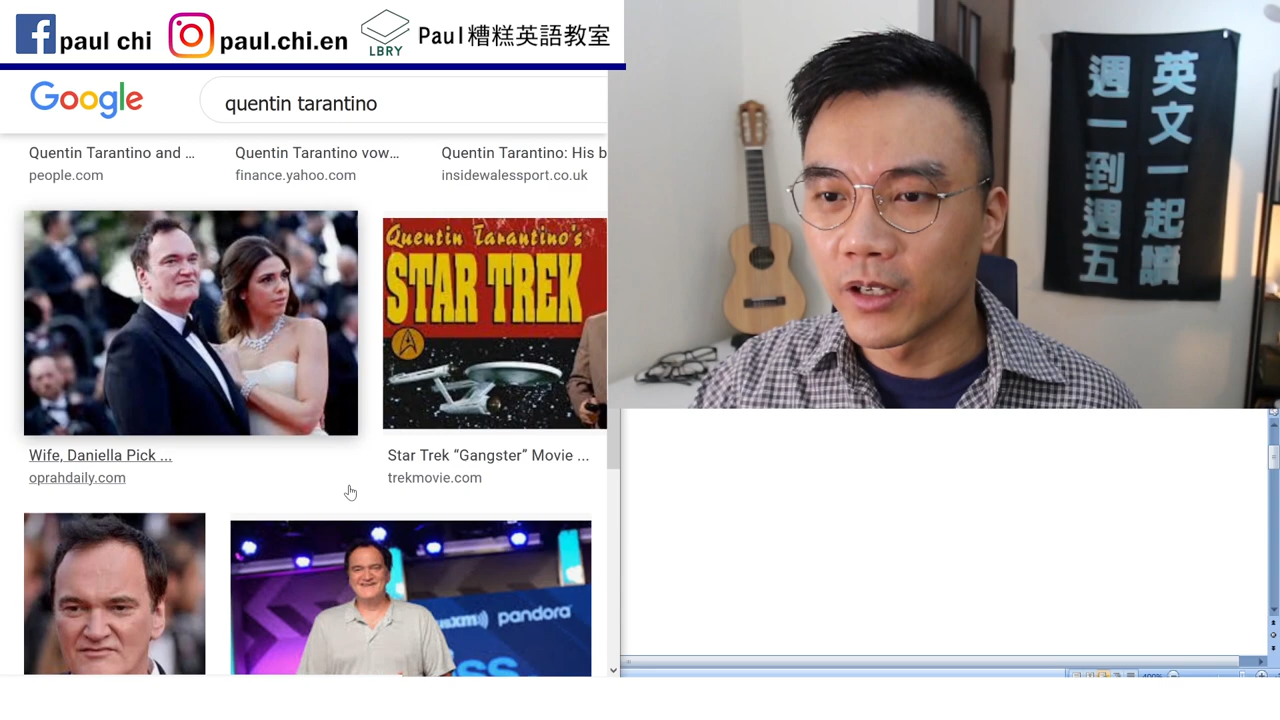 paul chi
paul.chi.en
LBRY
Paul糟糕英語教室
Google
quentin tarantino
Quentin Tarantino and ...
people.com
Quentin Tarantino vow...
finance.yahoo.com
Quentin Tarantino: His b
insidewalessport.co.uk
Quentin Tarantino's
STAR TREK
Wife, Daniella Pick ...
oprahdaily.com
Star Trek “Gangster” Movie ...
trekmovie.com
pandora
英文一起讀
週一到週五
400%